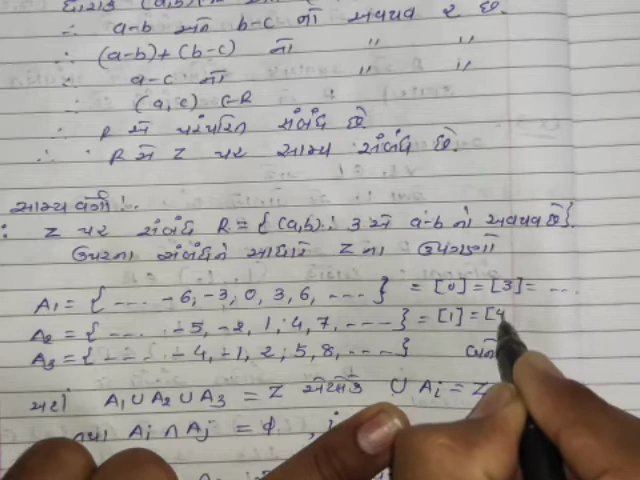 ∴ a-b અને b-c નો અવયવ ૨ છે.
∴ (a-b)+(b-c) નો " "
∴ a-c નો " "
∴ (a,c) ∈ R
∴ R એ પરંપરિત સંબંધ છે.
∴ R એ Z પર સામ્ય સંબંધ છે.
સામ્ય વર્ગો:
Z પર સંબંધ R = {(a,b): 3 એ a-b નો અવયવ છે}.
ઉપરના સંબંધને આધારે Z ના ઉપગણો
A₁ = {.... -6, -3, 0, 3, 6, ....} = [0] = [3] = ...
A₂ = {.... -5, -2, 1, 4, 7, ....} = [1] = [4
A₃ = {.... -4, -1, 2, 5, 8, ....}
A₁ ∪ A₂ ∪ A₃ = Z ∪ Aᵢ = Z
તથા Aᵢ ∩ Aⱼ = ϕ , i